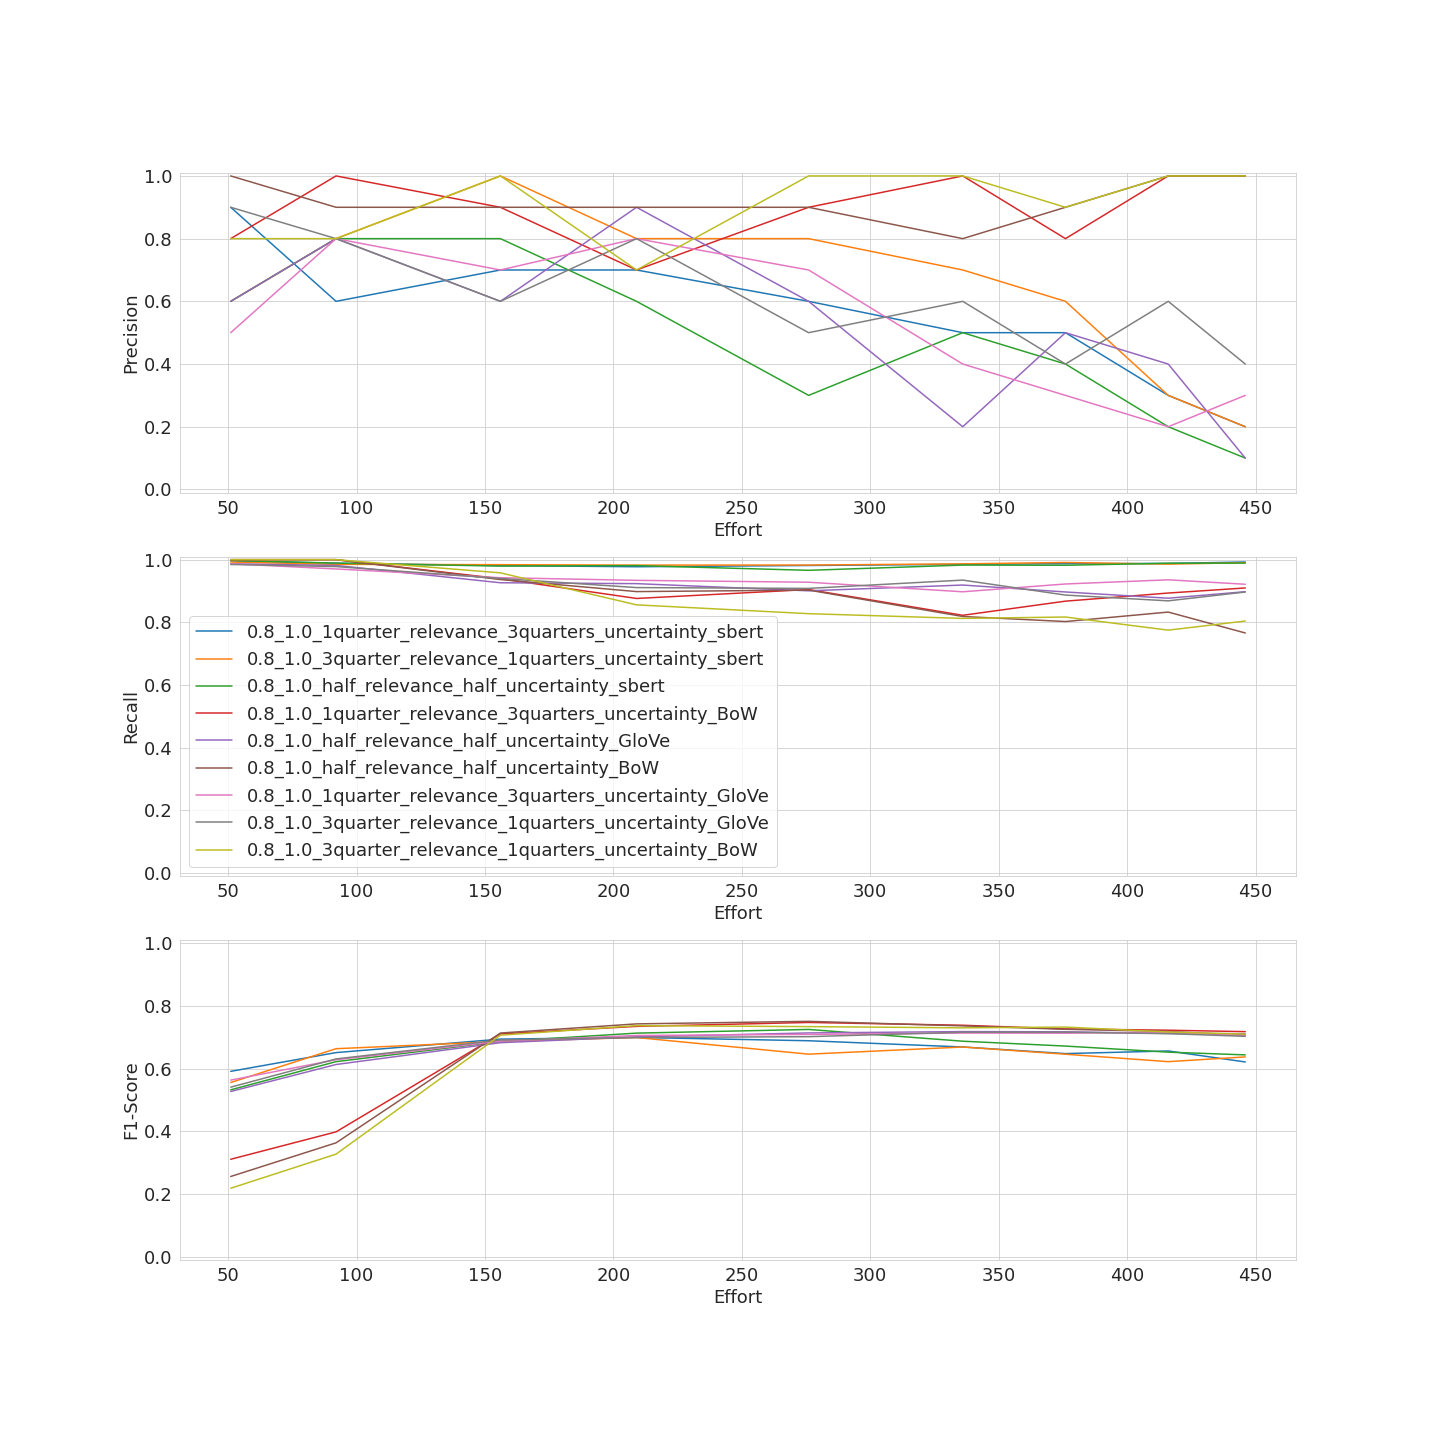 1.0
0.8
0.6
0.4
0.2
0.0
Precision
50 100 150 200 250 300 350 400 450
Effort
1.0
0.8
0.6
0.4
0.2
0.0
Recall
0.8_1.0_1quarter_relevance_3quarters_uncertainty_sbert
0.8_1.0_3quarter_relevance_1quarters_uncertainty_sbert
0.8_1.0_half_relevance_half_uncertainty_sbert
0.8_1.0_1quarter_relevance_3quarters_uncertainty_BoW
0.8_1.0_half_relevance_half_uncertainty_GloVe
0.8_1.0_half_relevance_half_uncertainty_BoW
0.8_1.0_1quarter_relevance_3quarters_uncertainty_GloVe
0.8_1.0_3quarter_relevance_1quarters_uncertainty_GloVe
0.8_1.0_3quarter_relevance_1quarters_uncertainty_BoW
50 100 150 200 250 300 350 400 450
Effort
1.0
0.8
0.6
0.4
0.2
0.0
F1-Score
50 100 150 200 250 300 350 400 450
Effort